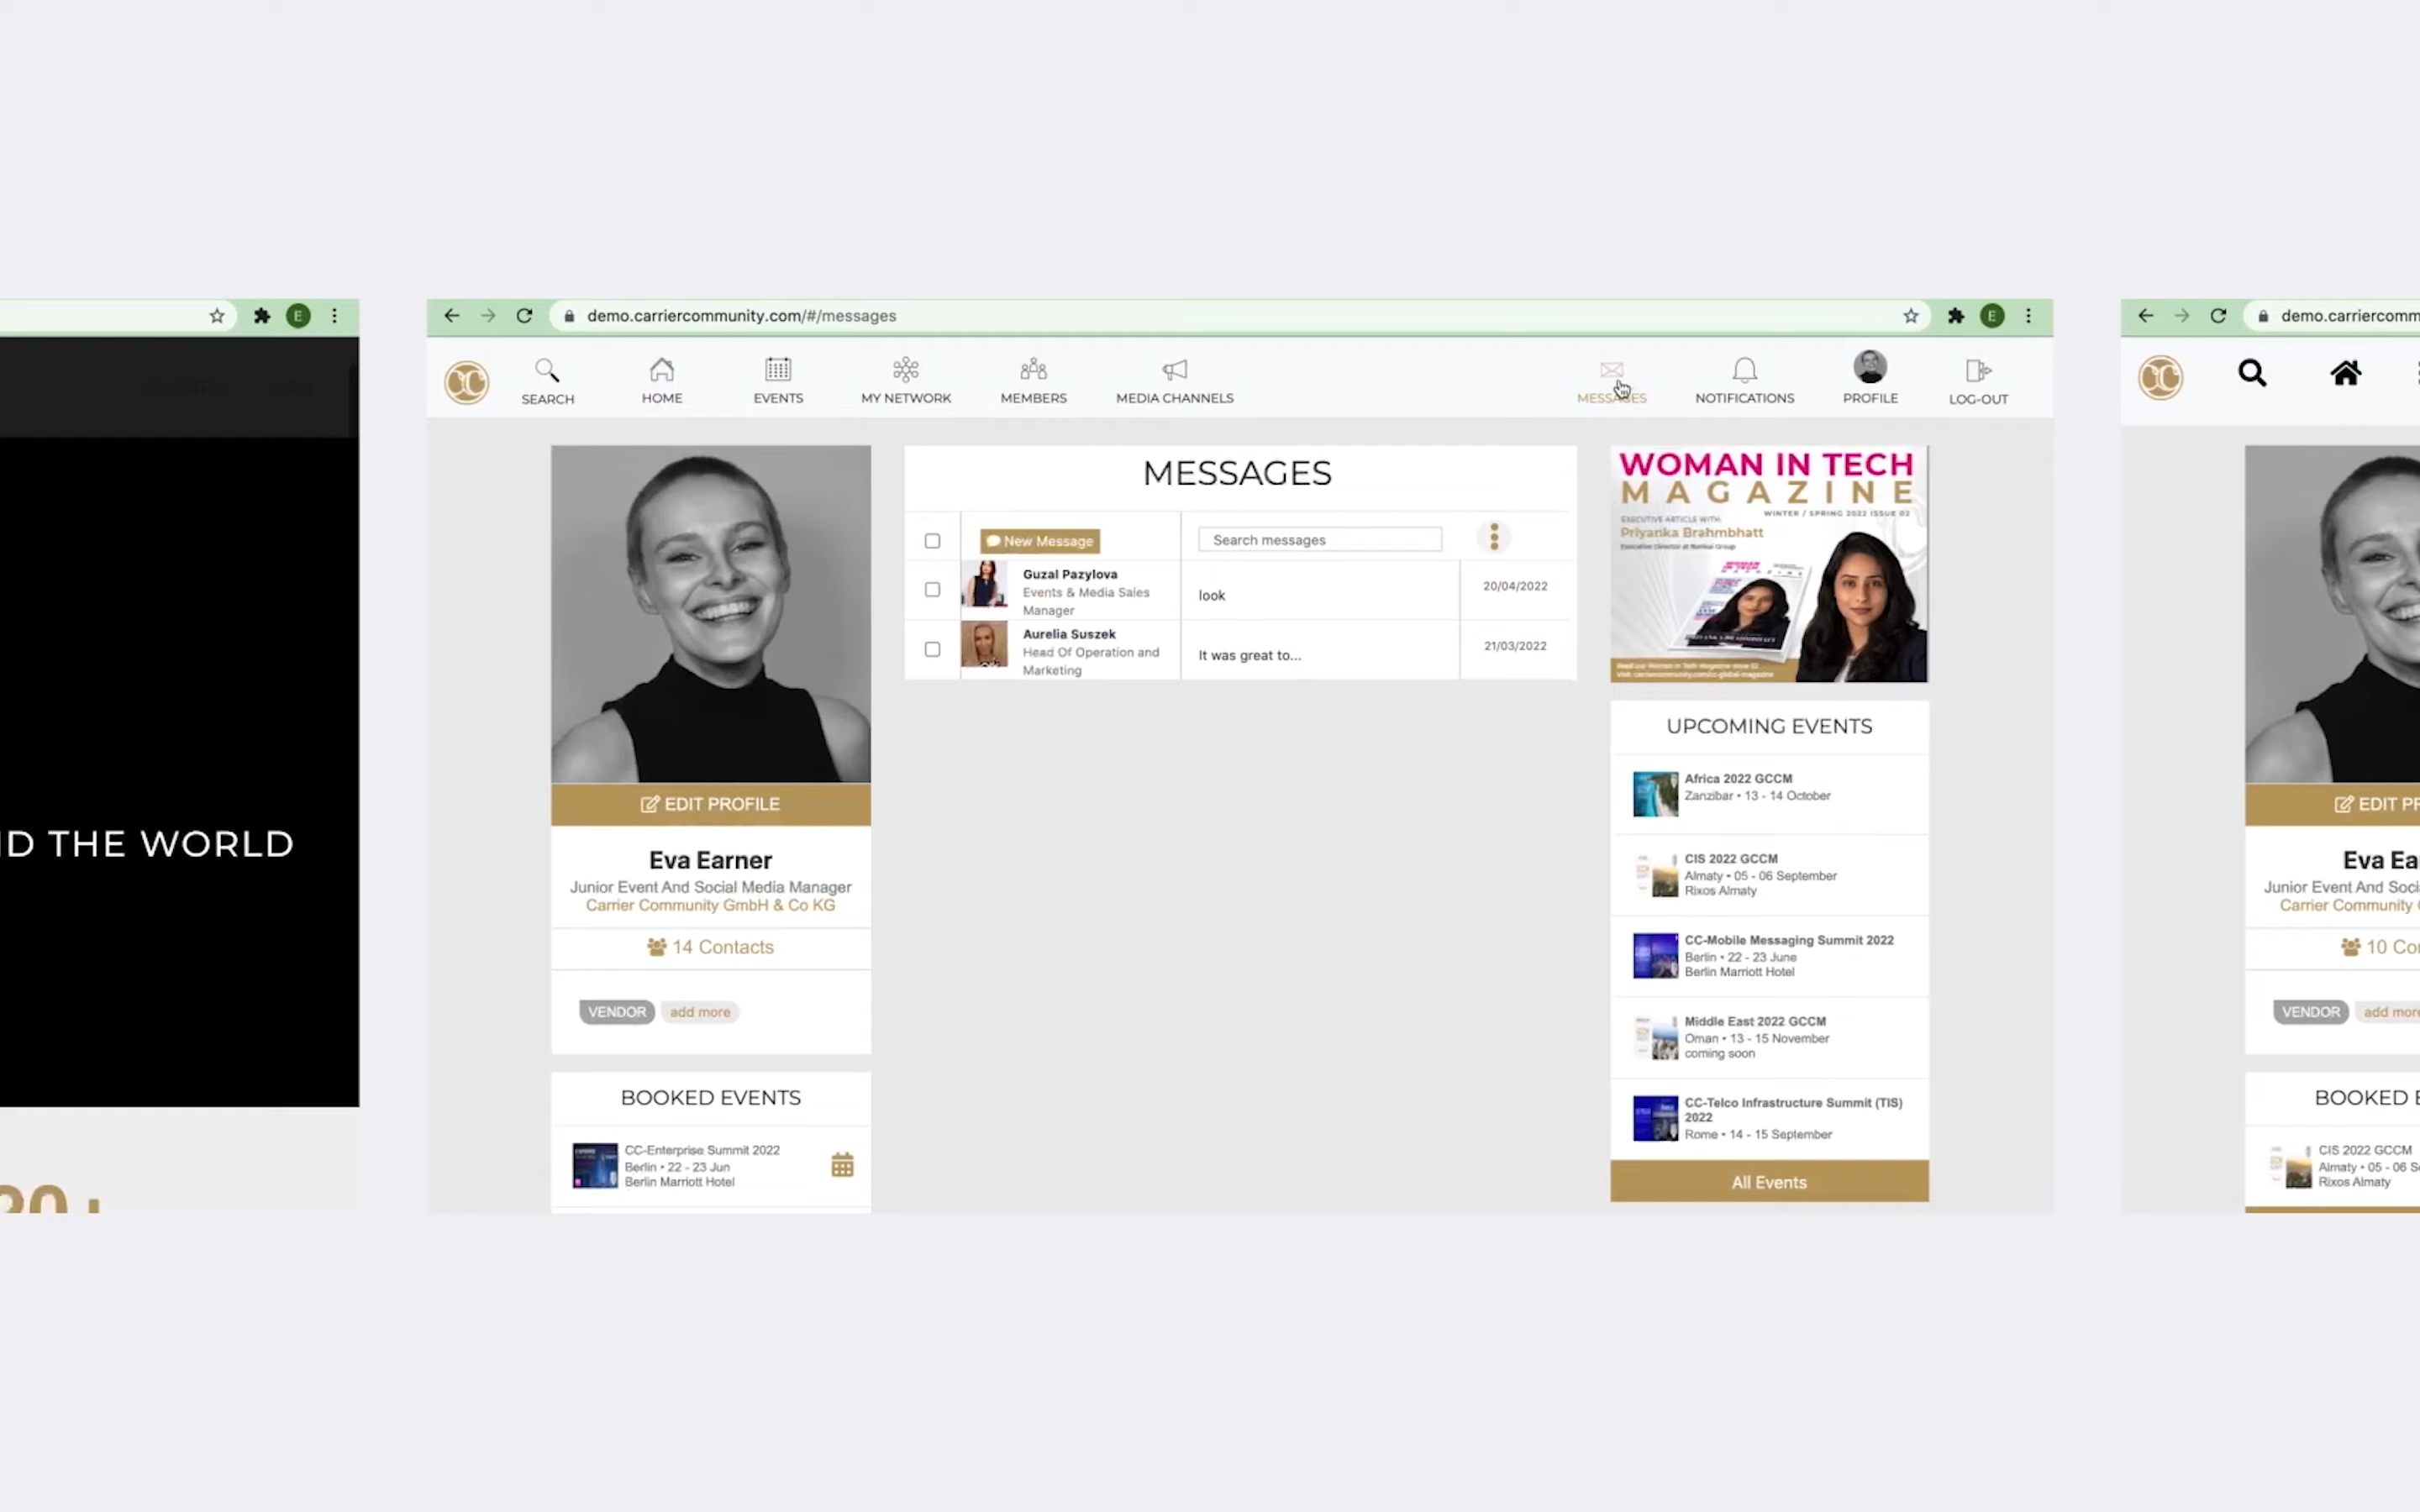 ID THE WORLD
E
demo.carriercommunity.com/#/messages
E
SEARCH
HOME
EVENTS
MY NETWORK
MEMBERS
MEDIA CHANNELS
MESSAGES
NOTIFICATIONS
PROFILE
LOG-OUT
EDIT PROFILE
Eva Earner
Junior Event And Social Media Manager
Carrier Community GmbH & Co KG
14 Contacts
VENDOR add more
BOOKED EVENTS
CC-Enterprise Summit 2022
Berlin • 22 - 23 Jun
Berlin Marriott Hotel
MESSAGES
New Message
Search messages
Guzal Pazylova
Events & Media Sales
Manager
look
20/04/2022
Aurelia Suszek
Head Of Operation and
Marketing
It was great to...
21/03/2022
WOMAN IN TECH
MAGAZINE
WINTER / SPRING 2022 ISSUE 02
EXECUTIVE ARTICLE WITH:
Priyanka Brahmbhatt
UPCOMING EVENTS
Africa 2022 GCCM
Zanzibar • 13 - 14 October
CIS 2022 GCCM
Almaty • 05 - 06 September
Rixos Almaty
CC-Mobile Messaging Summit 2022
Berlin • 22 - 23 June
Berlin Marriott Hotel
Middle East 2022 GCCM
Oman • 13 - 15 November
coming soon
CC-Telco Infrastructure Summit (TIS)
2022
Rome • 14 - 15 September
All Events
demo.carriercomm
EDIT PR
Eva Ea
Junior Event And Soci
Carrier Community
10 Co
VENDOR add more
BOOKED E
CIS 2022 GCCM
Almaty • 05 - 06 S
Rixos Almaty